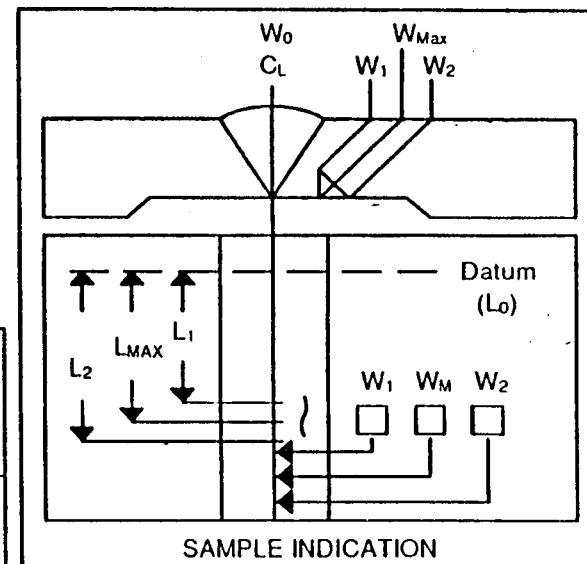 W0 WMax
CL W1 W2
Datum
(L0)
L1
LMAX
L2
W1 WM W2
SAMPLE INDICATION